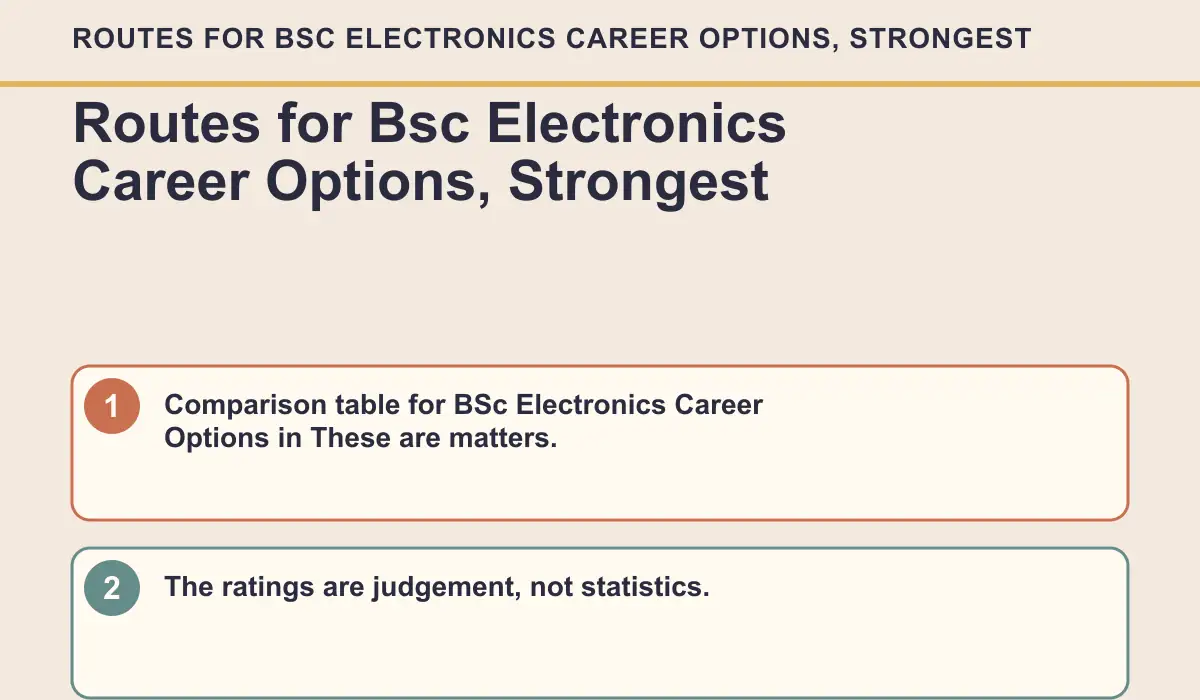 ROUTES FOR BSC ELECTRONICS CAREER OPTIONS, STRONGEST
Routes for Bsc Electronics
Career Options, Strongest
1
Comparison table for BSc Electronics Career
Options in These are matters.
2
The ratings are judgement, not statistics.